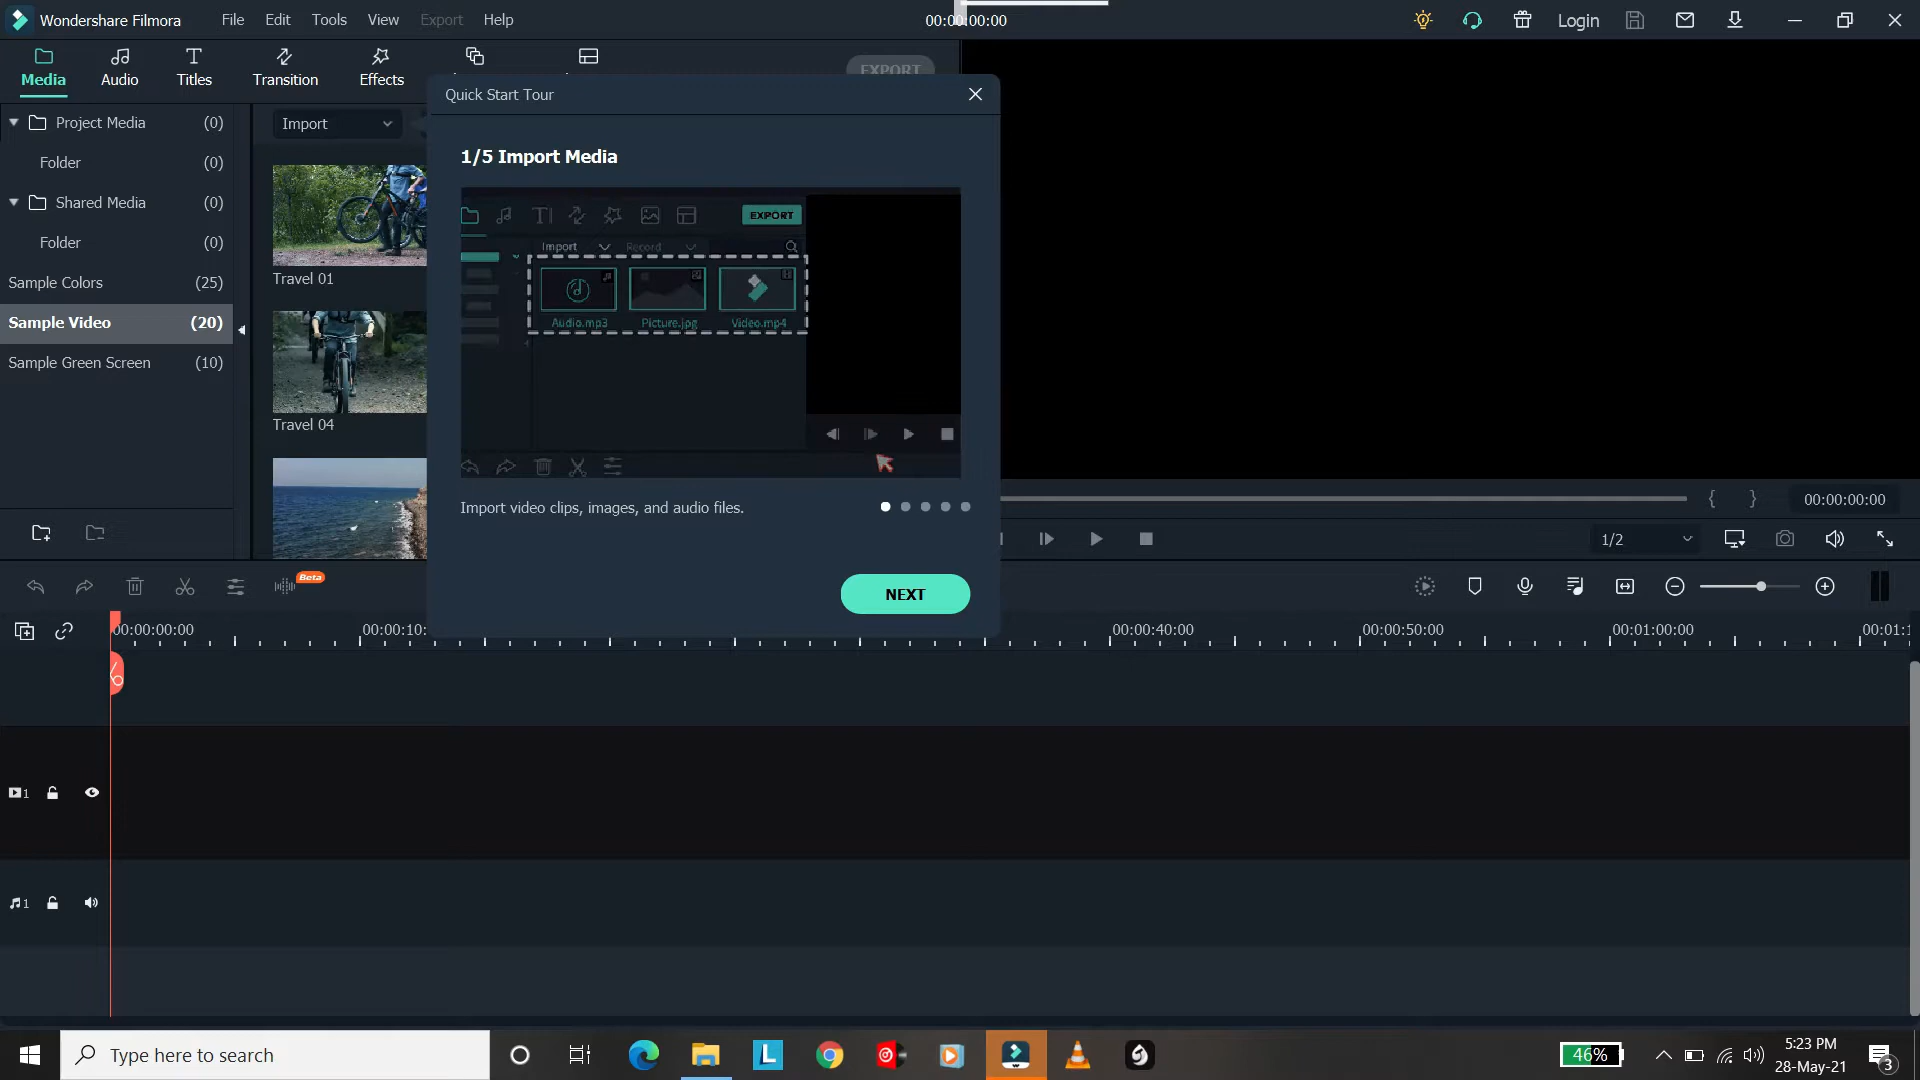 Wondershare Filmora
File Edit Tools View Export Help
00:00:00:00
Login
Media Audio Titles Transition Effects
EXPORT
Project Media (0)
Folder (0)
Shared Media (0)
Folder (0)
Sample Colors (25)
Sample Video (20)
Sample Green Screen (10)
Import
Travel 01
Travel 04
Quick Start Tour
1/5 Import Media
EXPORT
Import Record
Audio.mp3 Picture.jpg Video.mp4
Import video clips, images, and audio files.
NEXT
00:00:00:00
1/2
Beta
00:00:00:00 00:00:10: 00:00:40:00 00:00:50:00 00:01:00:00 00:01:1
1
1
Type here to search
46%
5:23 PM
28-May-21
3